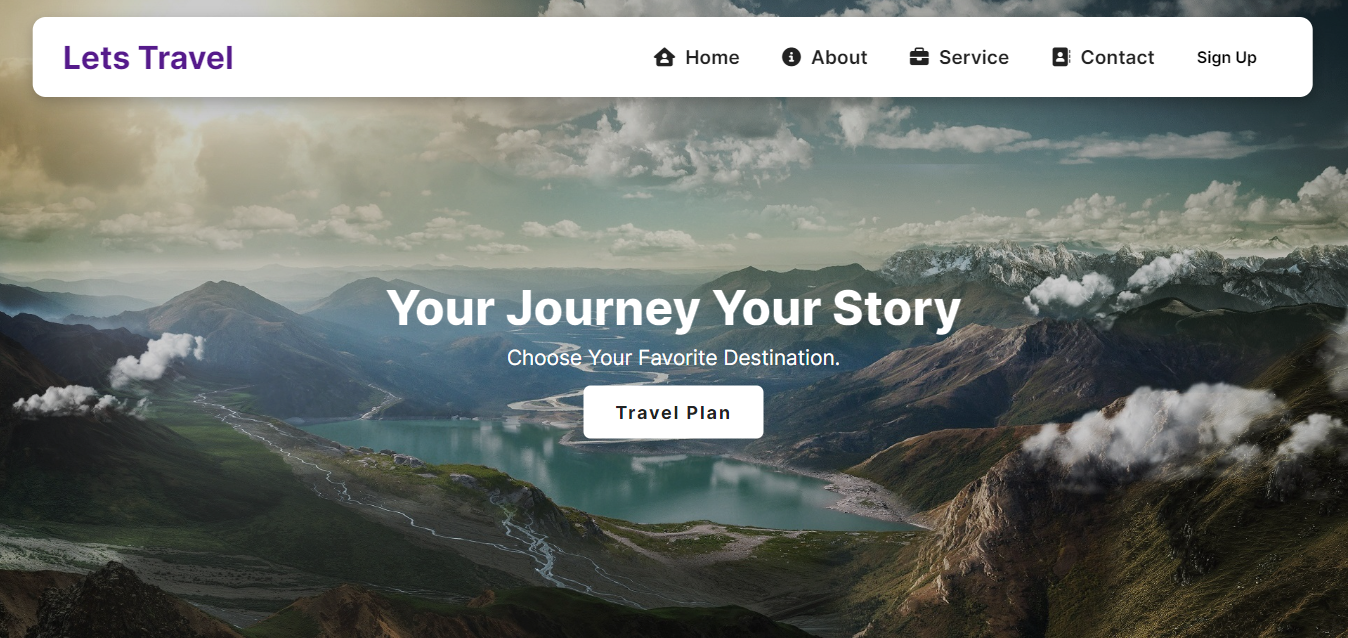 Lets Travel Home About Service Contact Sign Up
Your Journey Your Story
Choose Your Favorite Destination.
Travel Plan